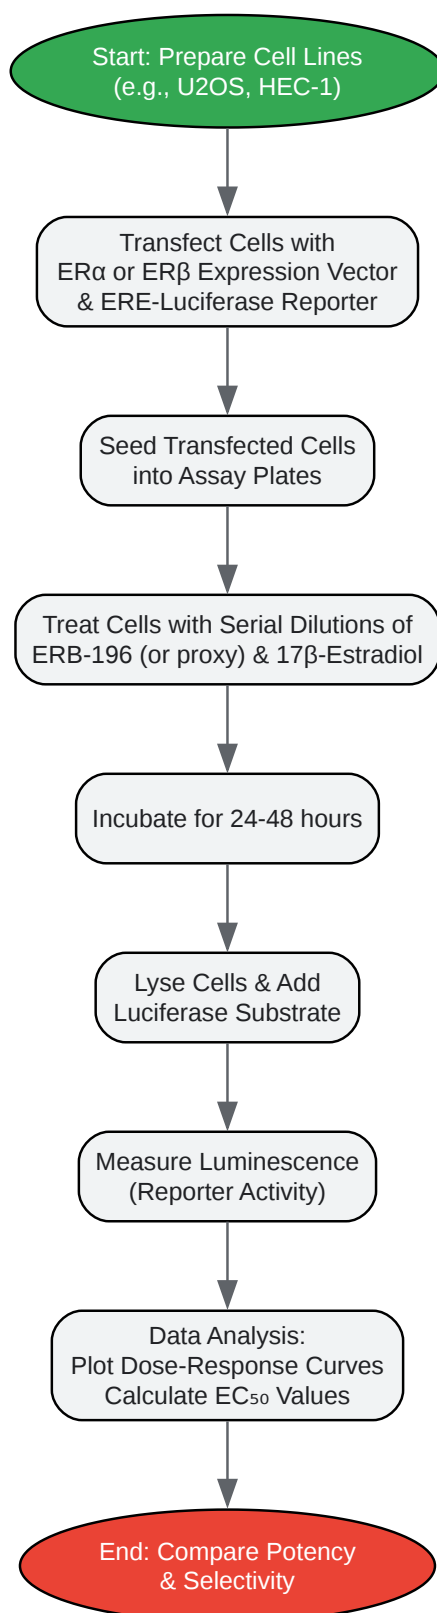 Start: Prepare Cell Lines
(e.g., U2OS, HEC-1)
Transfect Cells with
ERα or ERβ Expression Vector
& ERE-Luciferase Reporter
Seed Transfected Cells
into Assay Plates
Treat Cells with Serial Dilutions of
ERB-196 (or proxy) & 17β-Estradiol
Incubate for 24-48 hours
Lyse Cells & Add
Luciferase Substrate
Measure Luminescence
(Reporter Activity)
Data Analysis:
Plot Dose-Response Curves
Calculate EC₅₀ Values
End: Compare Potency
& Selectivity